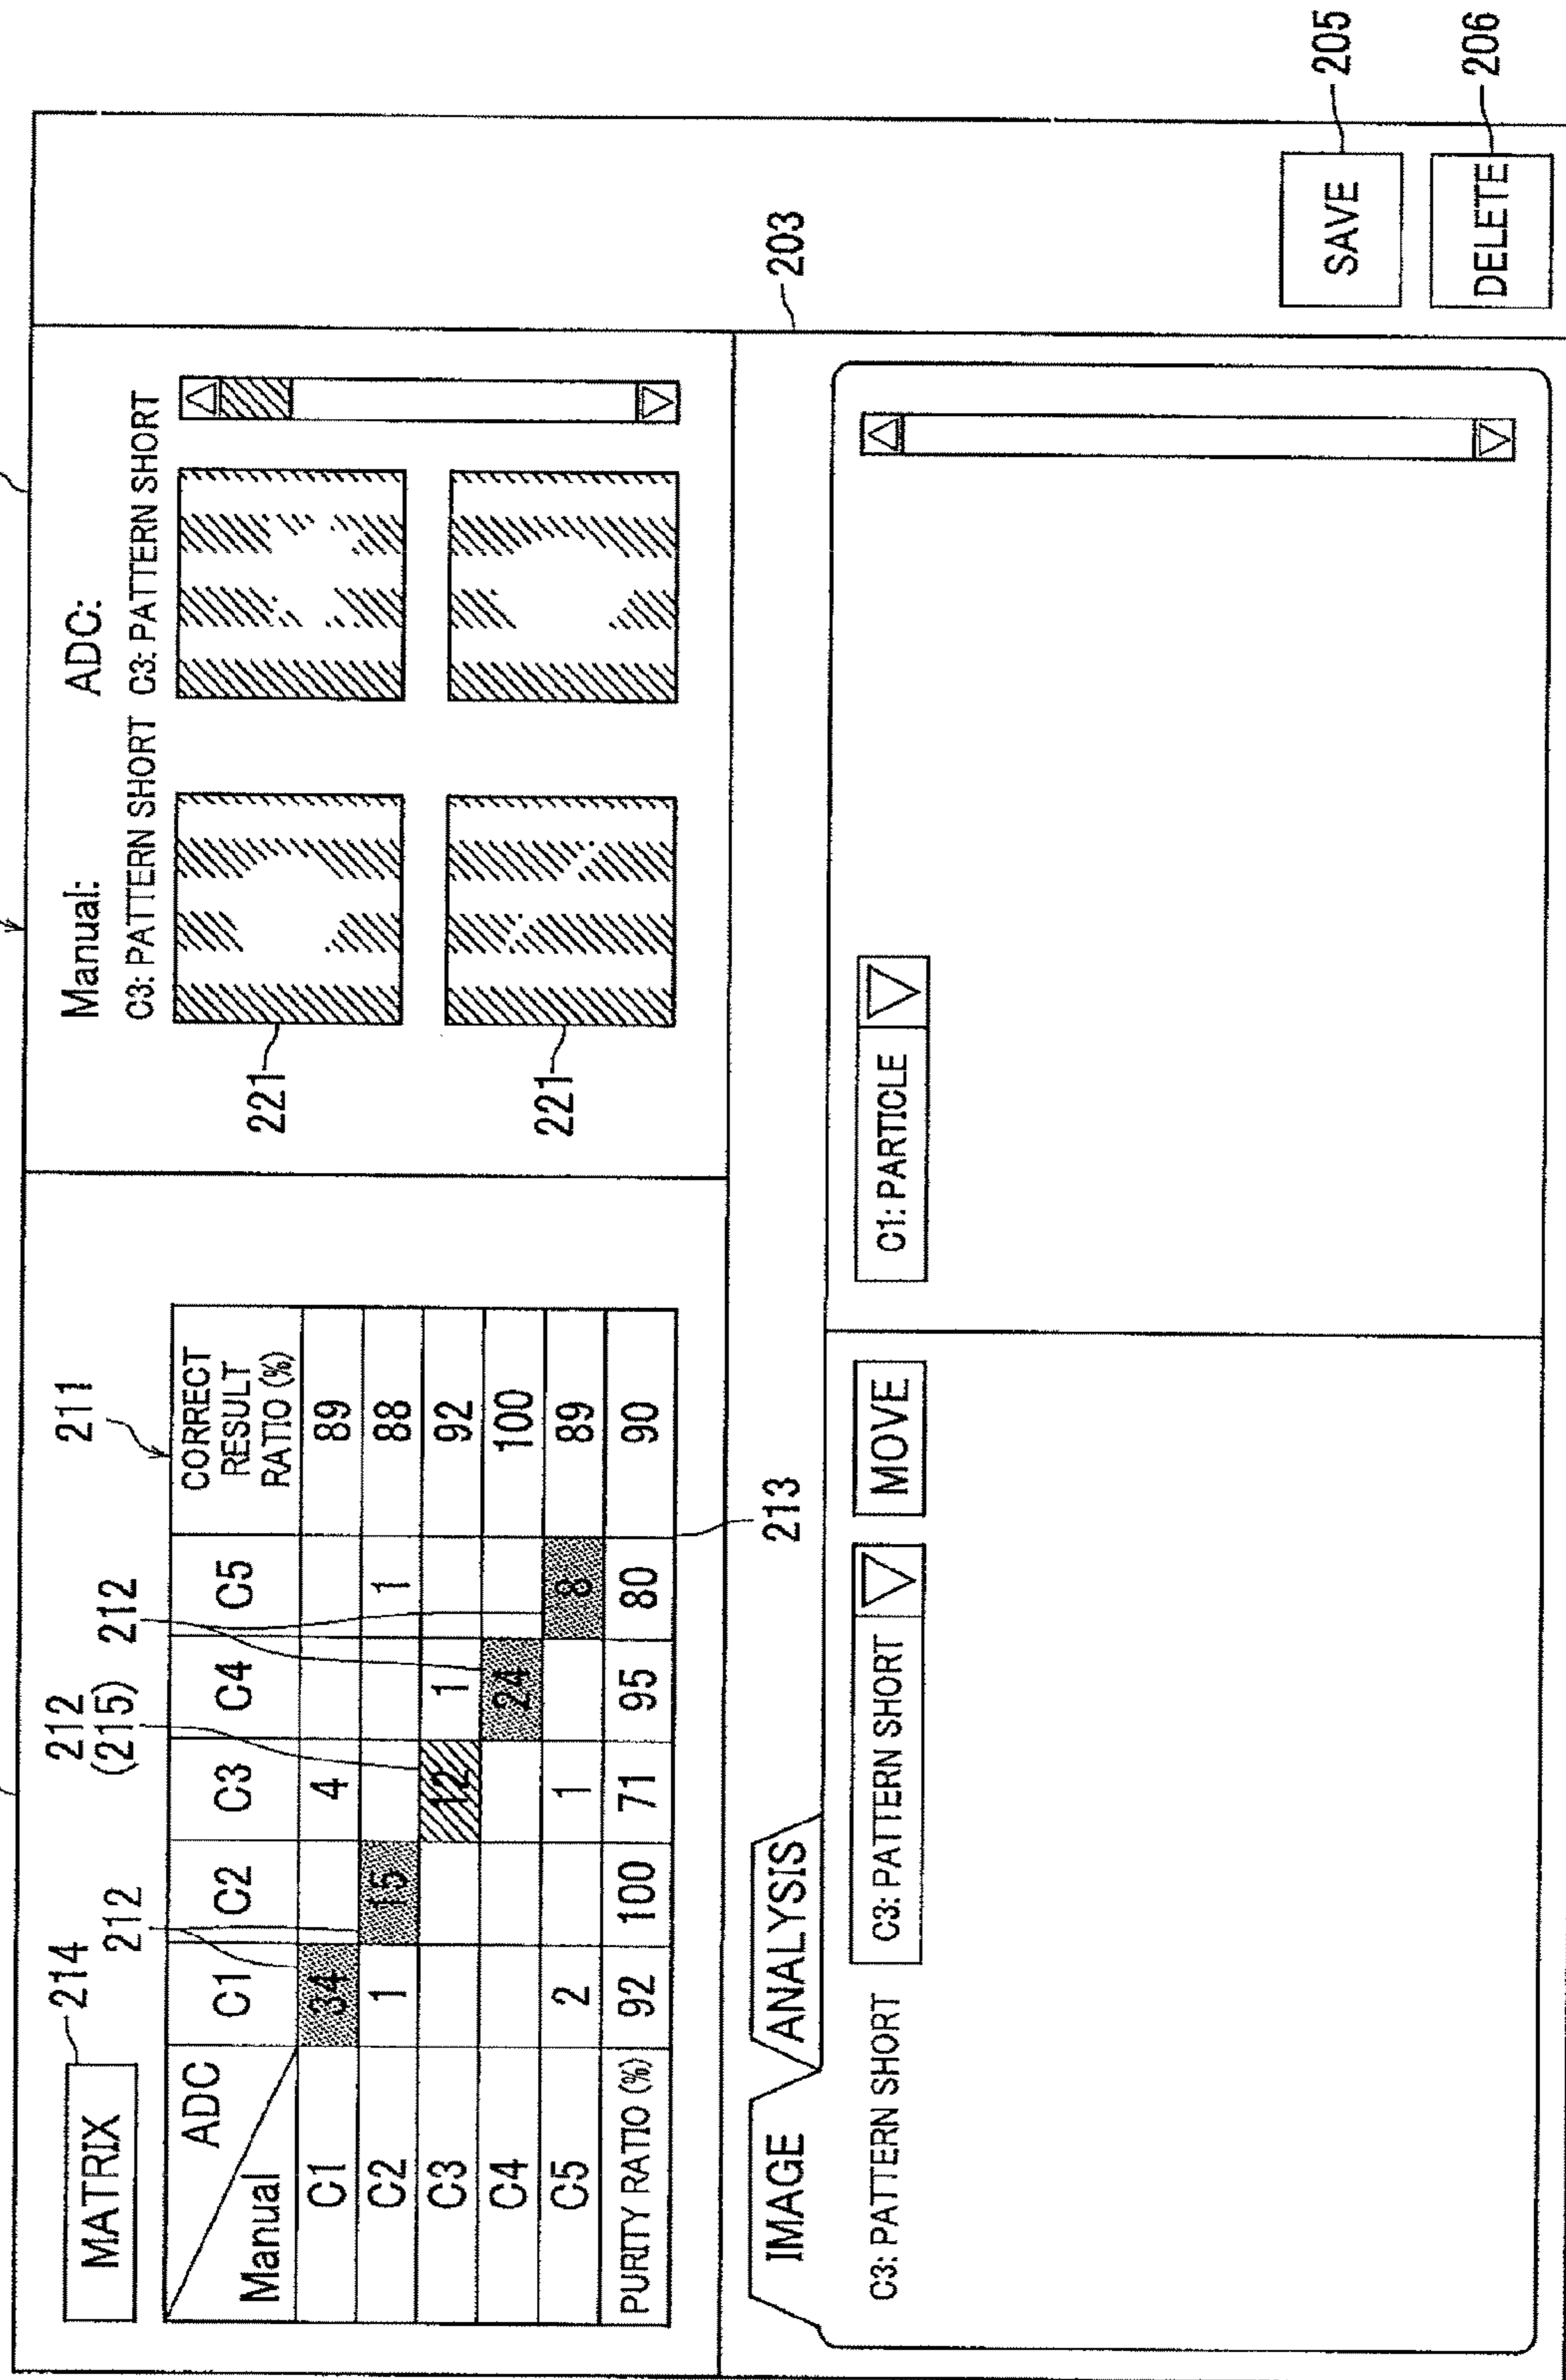 MATRIX 214
212
212
(215)
212
211
ADC
Manual
C1 C2 C3 C4 C5 CORRECT
RESULT
RATIO (%)
C1 34 4 89
C2 1 15 1 88
C3 12 1 92
C4 24 100
C5 2 1 8 89
PURITY RATIO (%) 92 100 71 95 80 90
213
Manual: ADC:
C3: PATTERN SHORT C3: PATTERN SHORT
221
221
203
IMAGE ANALYSIS
C3: PATTERN SHORT C3: PATTERN SHORT MOVE C1: PARTICLE
SAVE 205
DELETE 206